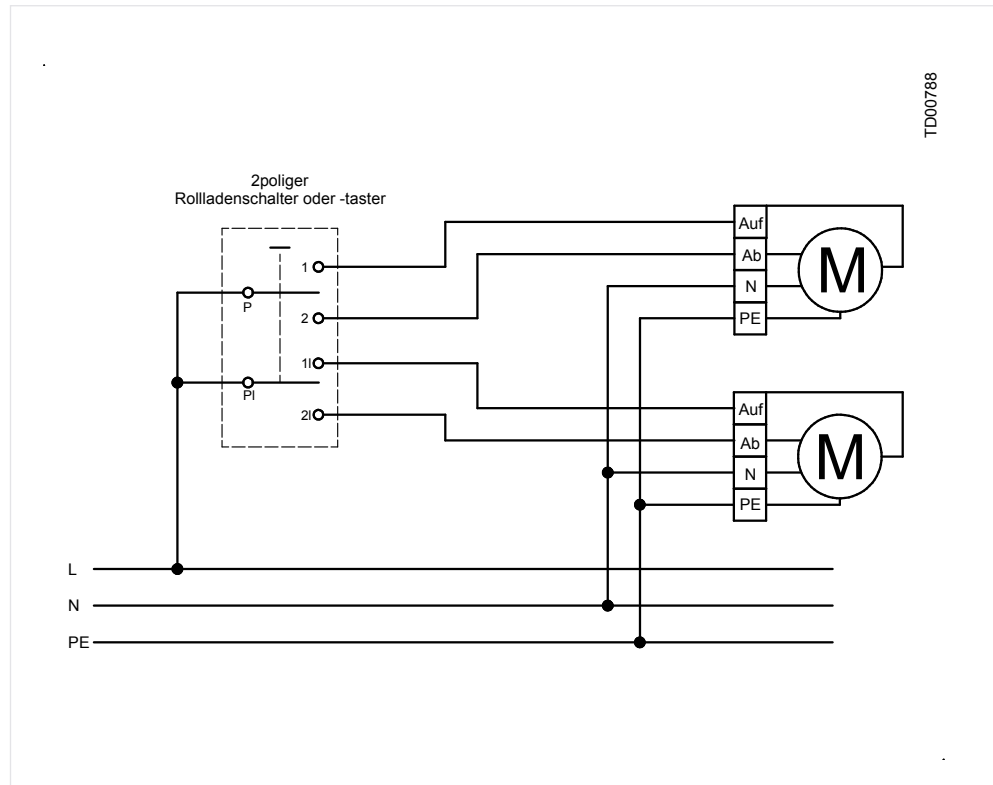 TD00788
2poliger
Rollladenschalter oder -taster
1
P
2
1I
PI
2I
Auf
Ab
N
PE
M
Auf
Ab
N
PE
M
L
N
PE